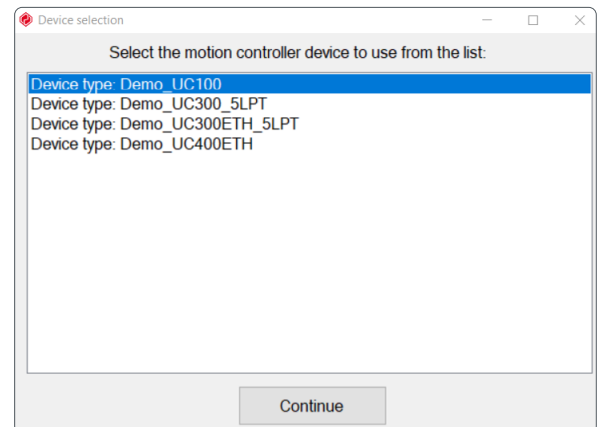 Device selection
Select the motion controller device to use from the list:
Device type: Demo_UC100
Device type: Demo_UC300_5LPT
Device type: Demo_UC300ETH_5LPT
Device type: Demo_UC400ETH
Continue